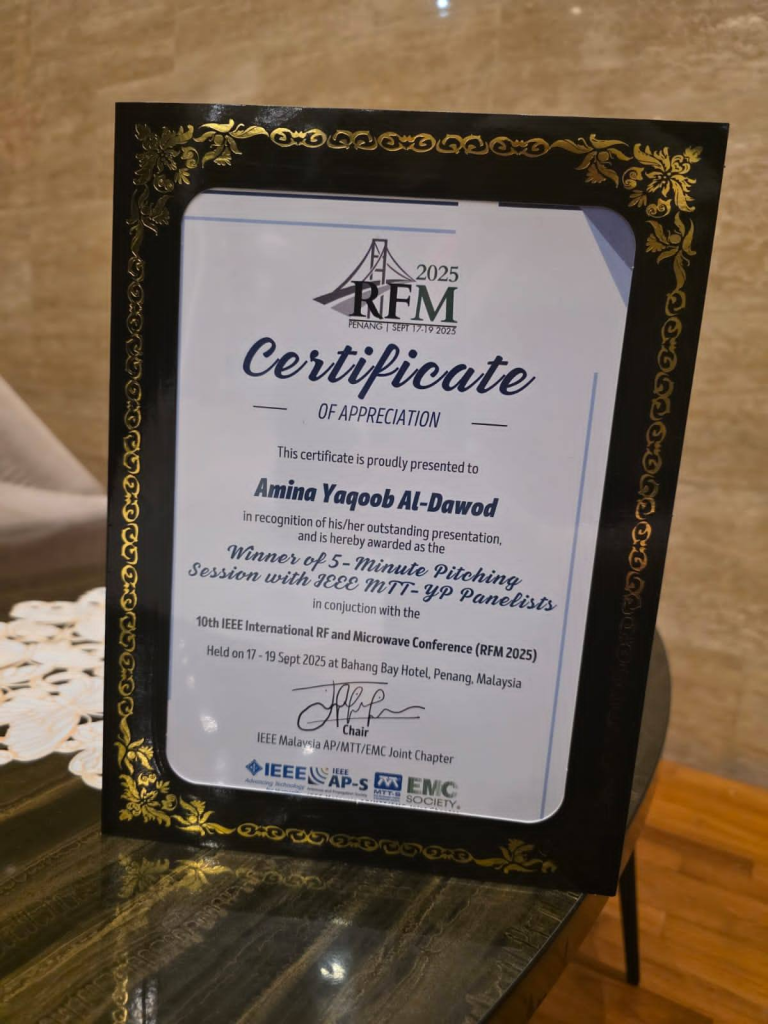 2025
RFM
PENANG | SEPT 17-19 2025
Certificate
OF APPRECIATION
This certificate is proudly presented to
Amina Yaqoob Al-Dawod
in recognition of his/her outstanding presentation,
and is hereby awarded as the
Winner of 5-Minute Pitching
Session with IEEE MTT-YP Panelists
in conjuction with the
10th IEEE International RF and Microwave Conference (RFM 2025)
Held on 17 - 19 Sept 2025 at Bahang Bay Hotel, Penang, Malaysia
Chair
IEEE Malaysia AP/MTT/EMC Joint Chapter
IEEE IEEE AP-S MTT-S EMC
Advancing Technology SOCIETY